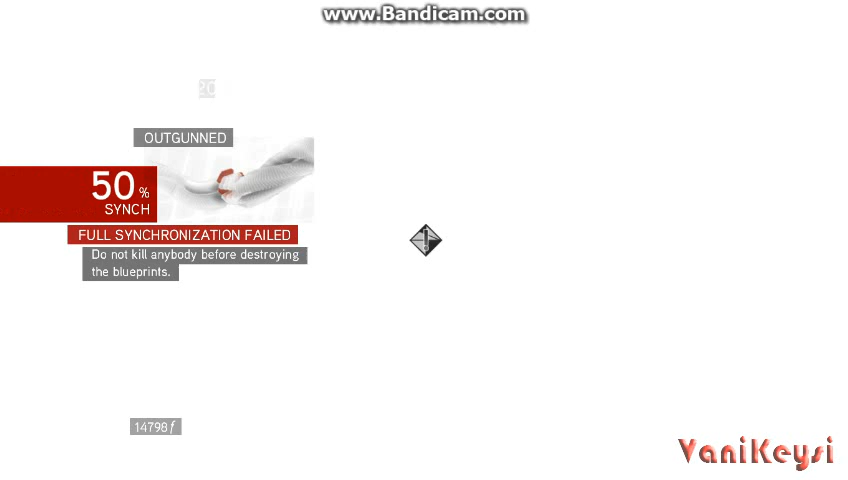 www.Bandicam.com
20
OUTGUNNED
50 %
SYNCH
FULL SYNCHRONIZATION FAILED
Do not kill anybody before destroying
the blueprints.
14798 ƒ
VaniKeysi